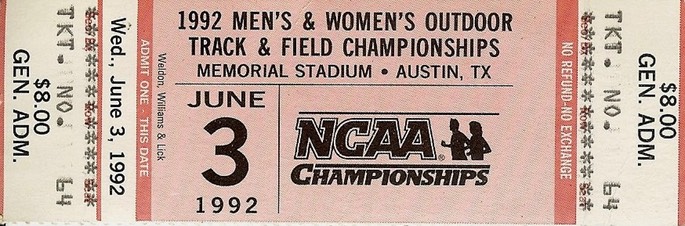 $8.00
GEN. ADM.
TKT. NO. 64
Wed., June 3, 1992
ADMIT ONE - THIS DATE
Weldon, Williams & Lick
1992 MEN'S & WOMEN'S OUTDOOR
TRACK & FIELD CHAMPIONSHIPS
MEMORIAL STADIUM • AUSTIN, TX
JUNE
3
1992
NCAA®
CHAMPIONSHIPS
NO REFUND-NO EXCHANGE
TKT. NO. 64
$8.00
GEN. ADM.